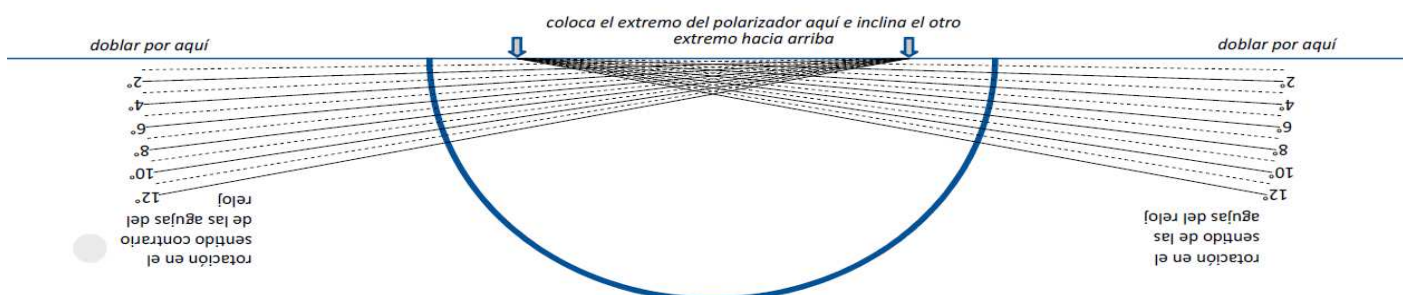 coloca el extremo del polarizador aquí e inclina el otro
extremo hacia arriba
doblar por aquí
doblar por aquí
2°
4°
6°
8°
10°
12°
rotación en el
sentido contrario
de las agujas del
reloj
2°
4°
6°
8°
10°
12°
rotación en el
sentido de las
agujas del reloj